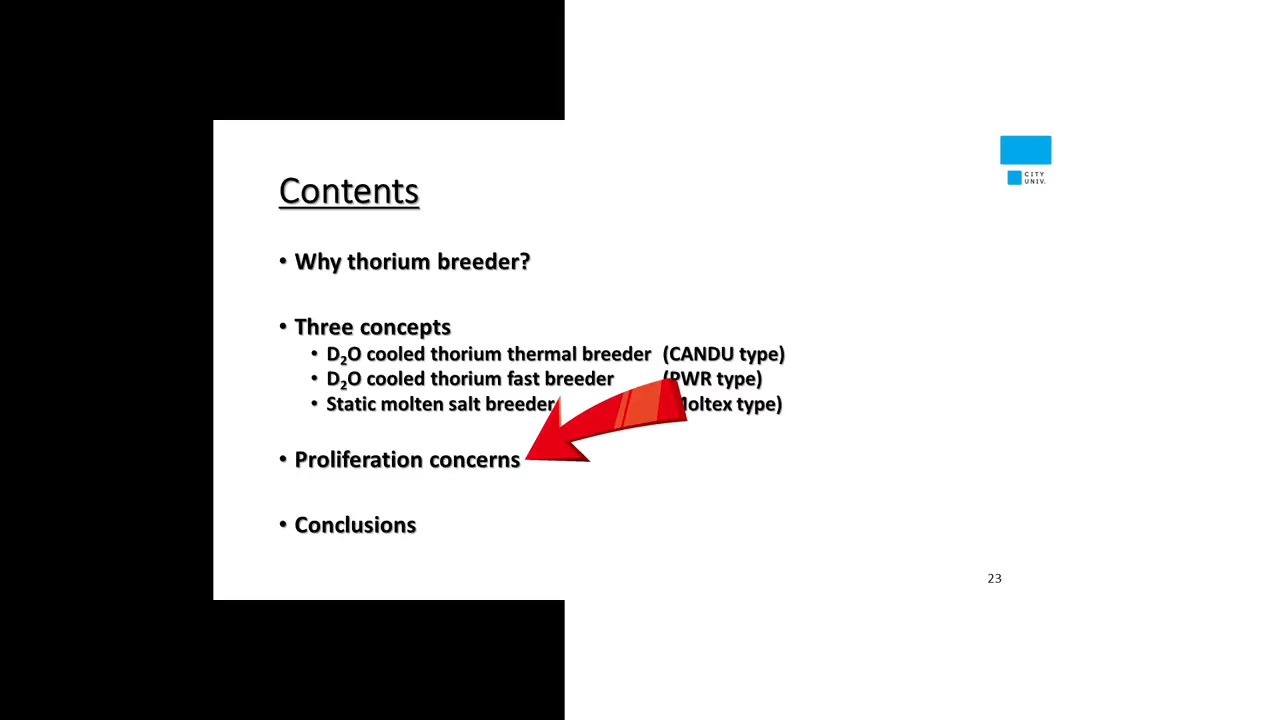 CITY
UNIV.
Contents
• Why thorium breeder?
• Three concepts
• D₂O cooled thorium thermal breeder (CANDU type)
• D₂O cooled thorium fast breeder (PWR type)
• Static molten salt breeder Moltex type)
• Proliferation concerns
• Conclusions
23